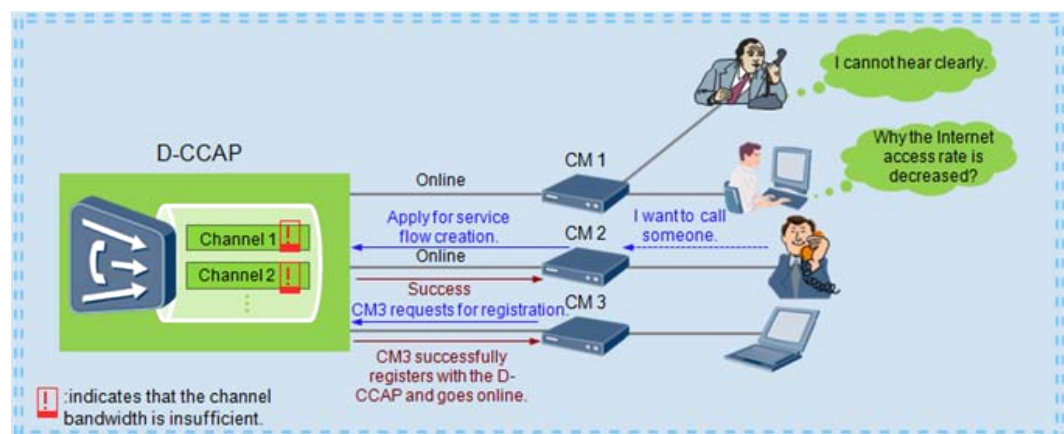 I cannot hear clearly.
Why the Internet
access rate is
decreased?
D-CCAP
CM 1
Online
Channel 1
Channel 2
Apply for service
flow creation.
CM 2
I want to call
someone.
Online
Success
CM3 requests for registration.
CM 3
CM3 successfully
registers with the D-
CCAP and goes online.
:indicates that the channel
bandwidth is insufficient.